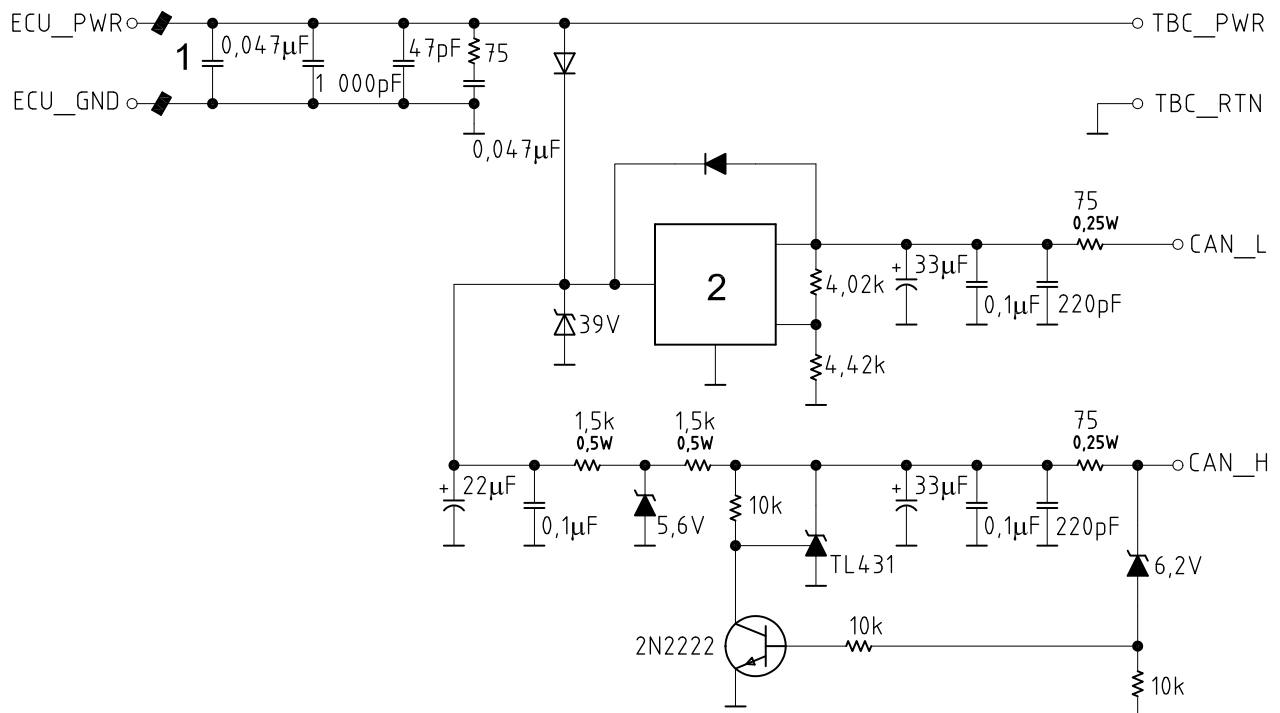 ECU_PWR
TBC_PWR
1
0,047µF
47pF
75
1 000pF
ECU_GND
TBC_RTN
0,047µF
75
0,25W
CAN_L
2
4,02k
33µF
0,1µF
220pF
39V
4,42k
1,5k
0,5W
1,5k
0,5W
75
0,25W
CAN_H
22µF
0,1µF
5,6V
10k
33µF
0,1µF
220pF
TL431
6,2V
2N2222
10k
10k